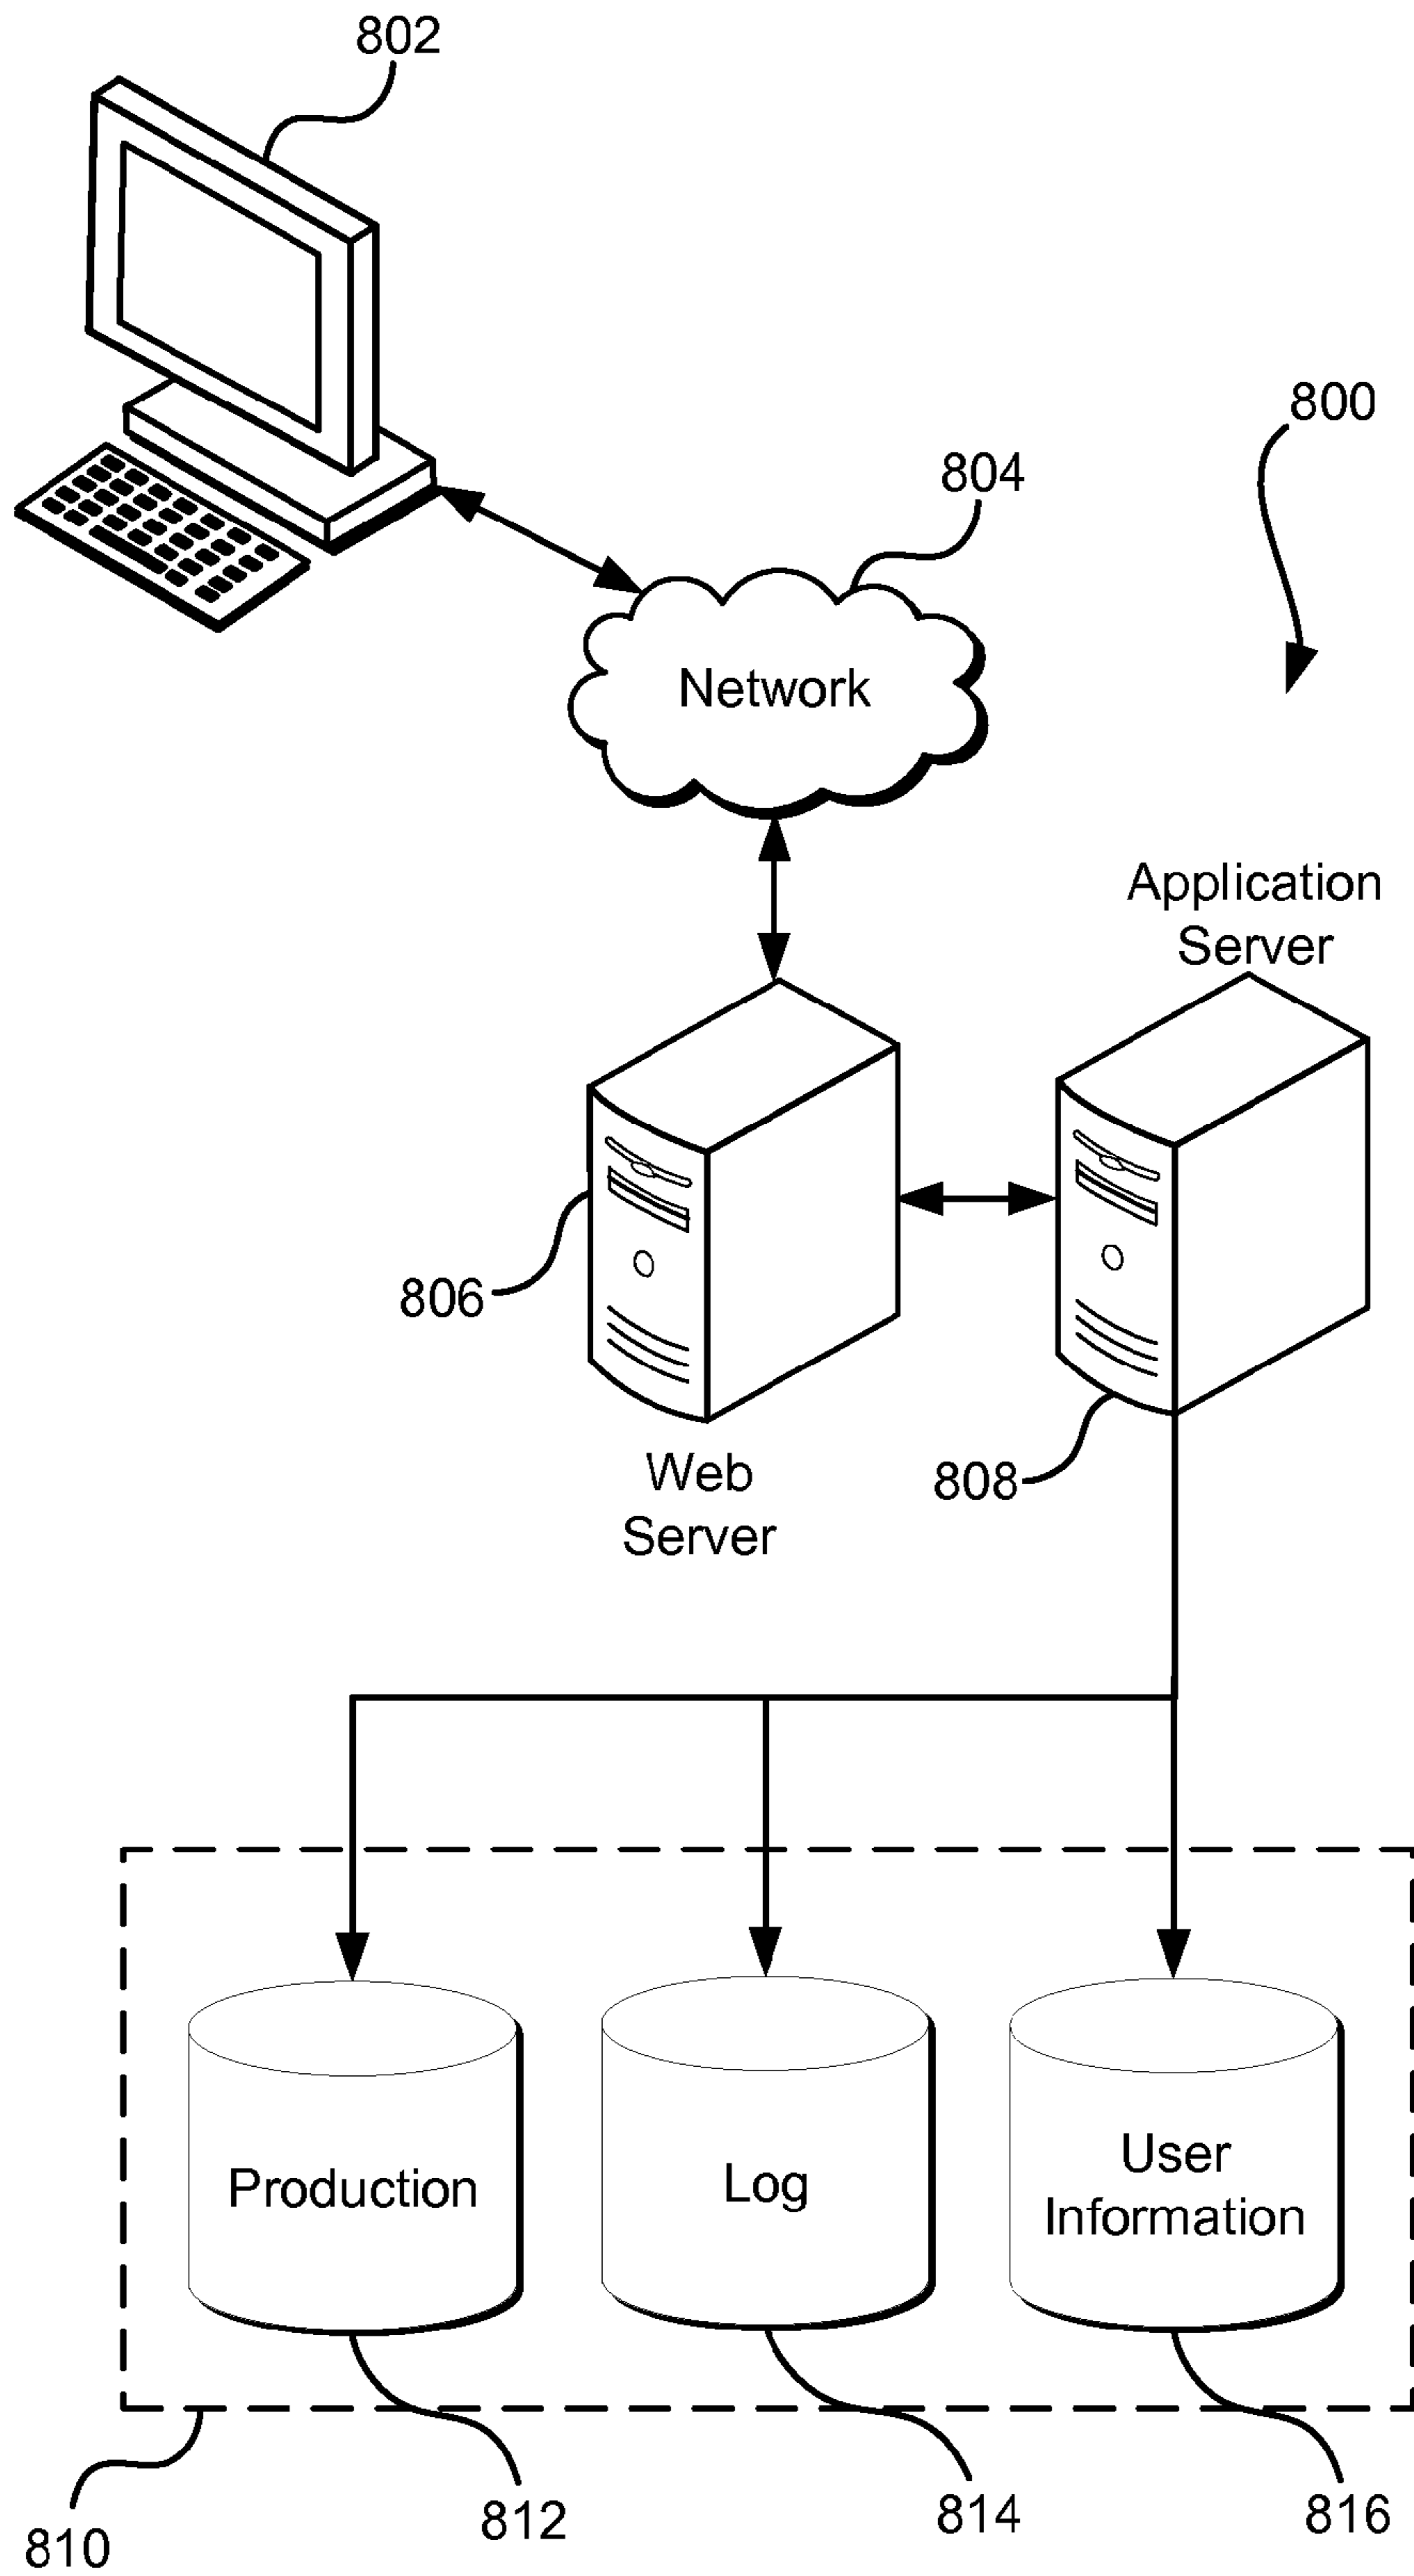 802
800
804
Network
Application
Server
806
Web
Server
808
Production
Log
User
Information
810
812
814
816